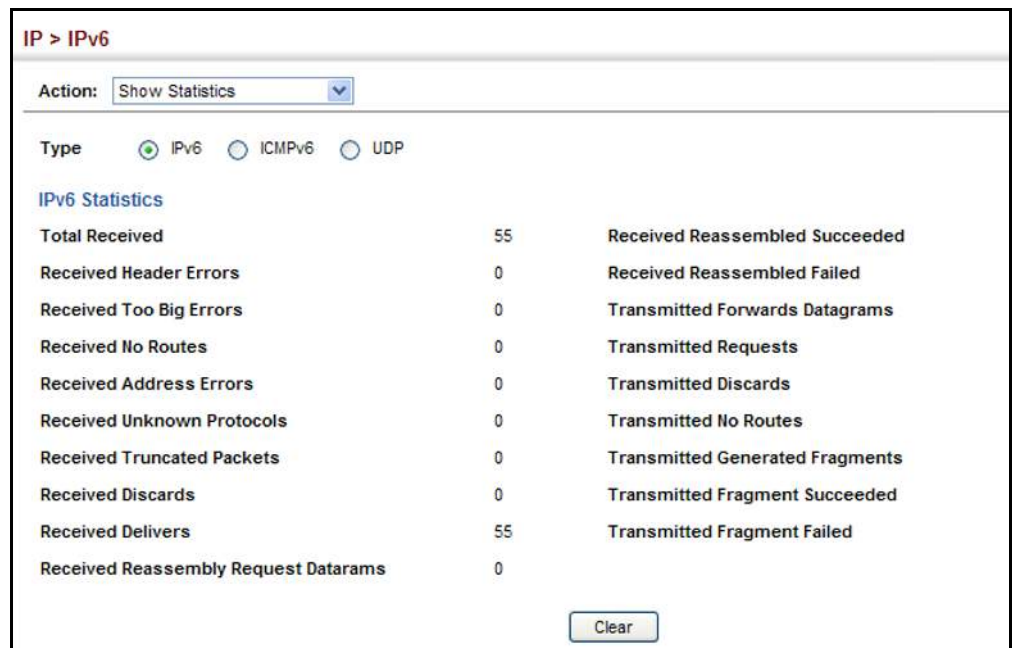 IP > IPv6
Action: Show Statistics
Type IPv6 ICMPv6 UDP
IPv6 Statistics
Total Received 55 Received Reassembled Succeeded
Received Header Errors 0 Received Reassembled Failed
Received Too Big Errors 0 Transmitted Forwards Datagrams
Received No Routes 0 Transmitted Requests
Received Address Errors 0 Transmitted Discards
Received Unknown Protocols 0 Transmitted No Routes
Received Truncated Packets 0 Transmitted Generated Fragments
Received Discards 0 Transmitted Fragment Succeeded
Received Delivers 55 Transmitted Fragment Failed
Received Reassembly Request Datarams 0
Clear